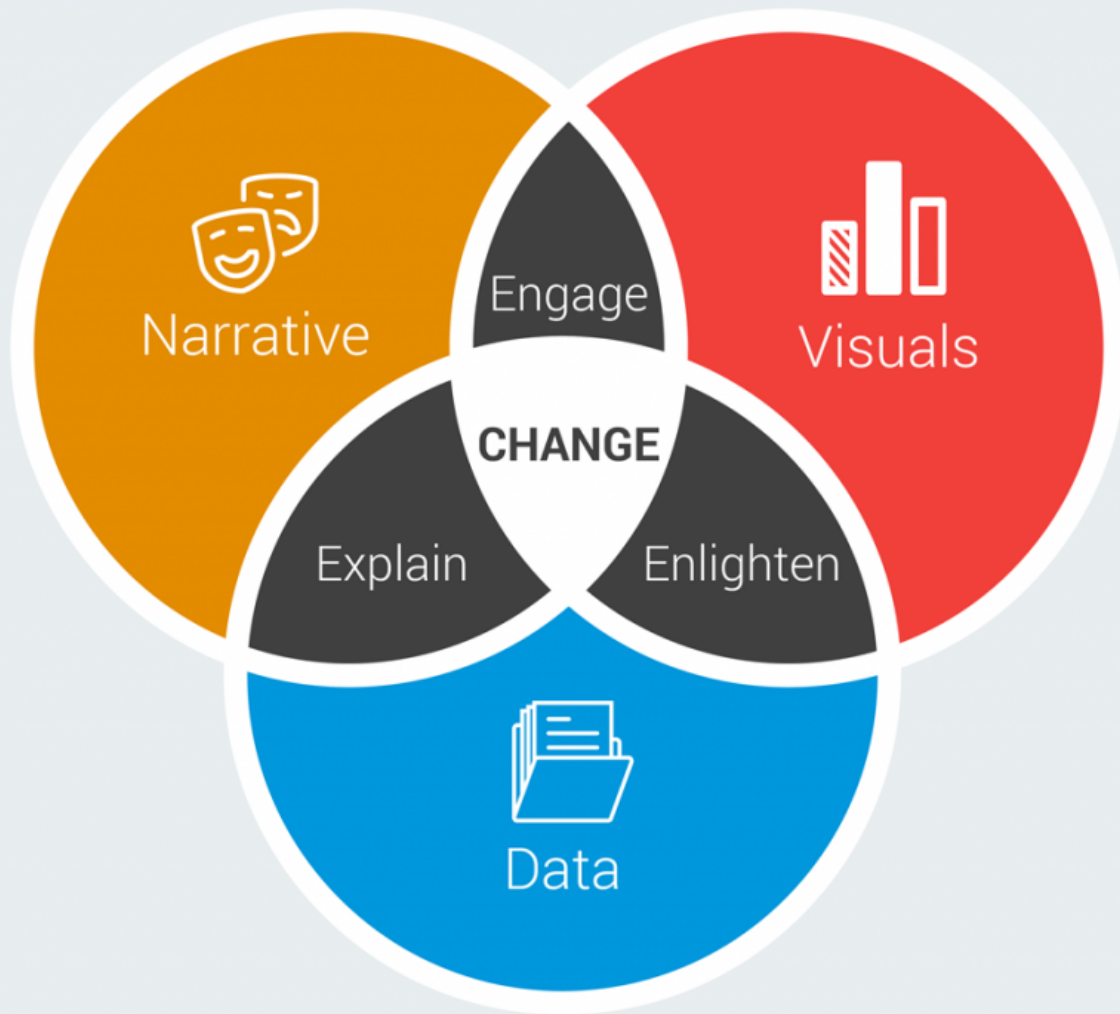 Engage
Narrative
Visuals
CHANGE
Explain
Enlighten
Data